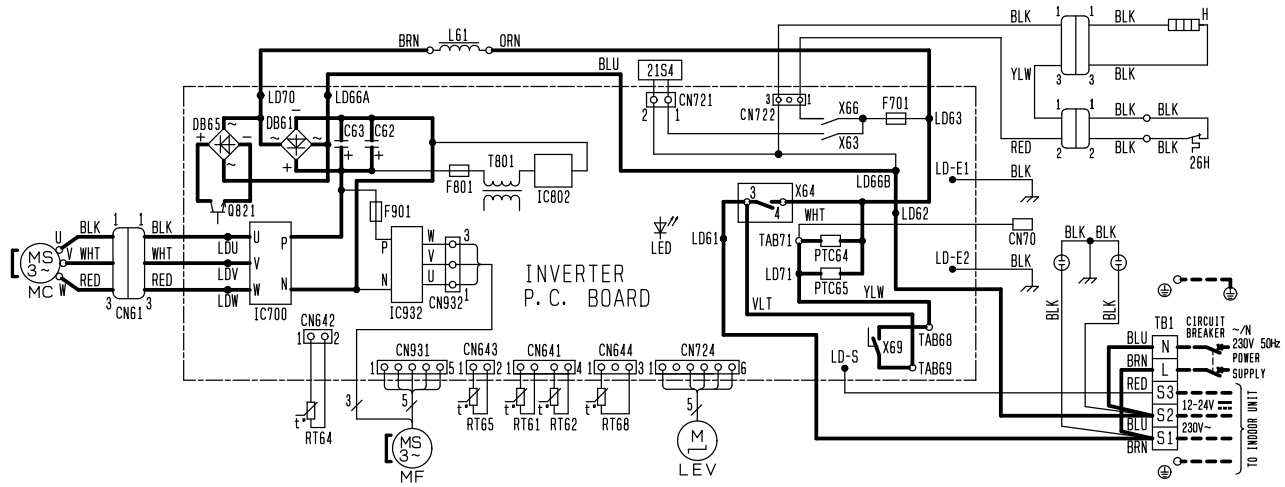 BRN L61 ORN
BLU
BLK 1 1 BLK H
YLW
3 3 BLK
21S4
2 1 CN721
CN722 3 1
X66 F701
X63
LD63
RED
1 1 BLK BLK
2 2 BLK BLK
26H
LD70 LD66A
DB65 ~ − + ~
DB61 − ~ ~ +
C63 C62
+ +
T801
F801
IC802
Q821
F901
LD66B
LD62
LD-E1
BLK
X64
3 4
WHT
LD61
TAB71
PTC64
LD71
PTC65
CN70
LD-E2
BLK
LED
U BLK 1 1 BLK LDU U P
V WHT WHT LDV V
W RED 3 3 RED LDW W N
MS 3~
MC
CN61
IC700
P N
W 3
V
U 1
IC932 CN932
INVERTER
P.C. BOARD
YLW
VLT
X69
TAB68
TAB69
LD-S
CN642
1 2
t°
RT64
3
CN931
1 5
5
MS 3~
MF
CN643
1 2
t°
RT65
CN641
1 4
t° t°
RT61 RT62
CN644
1 3
t°
RT68
CN724
1 6
5
M
LEV
BLK BLK
BLK BLK
TB1
CIRCUIT
BREAKER
~/N
230V 50Hz
POWER
SUPPLY
BLU N
BRN L
RED S3
12-24V
S2
BLU 230V~
S1
BRN
TO INDOOR UNIT